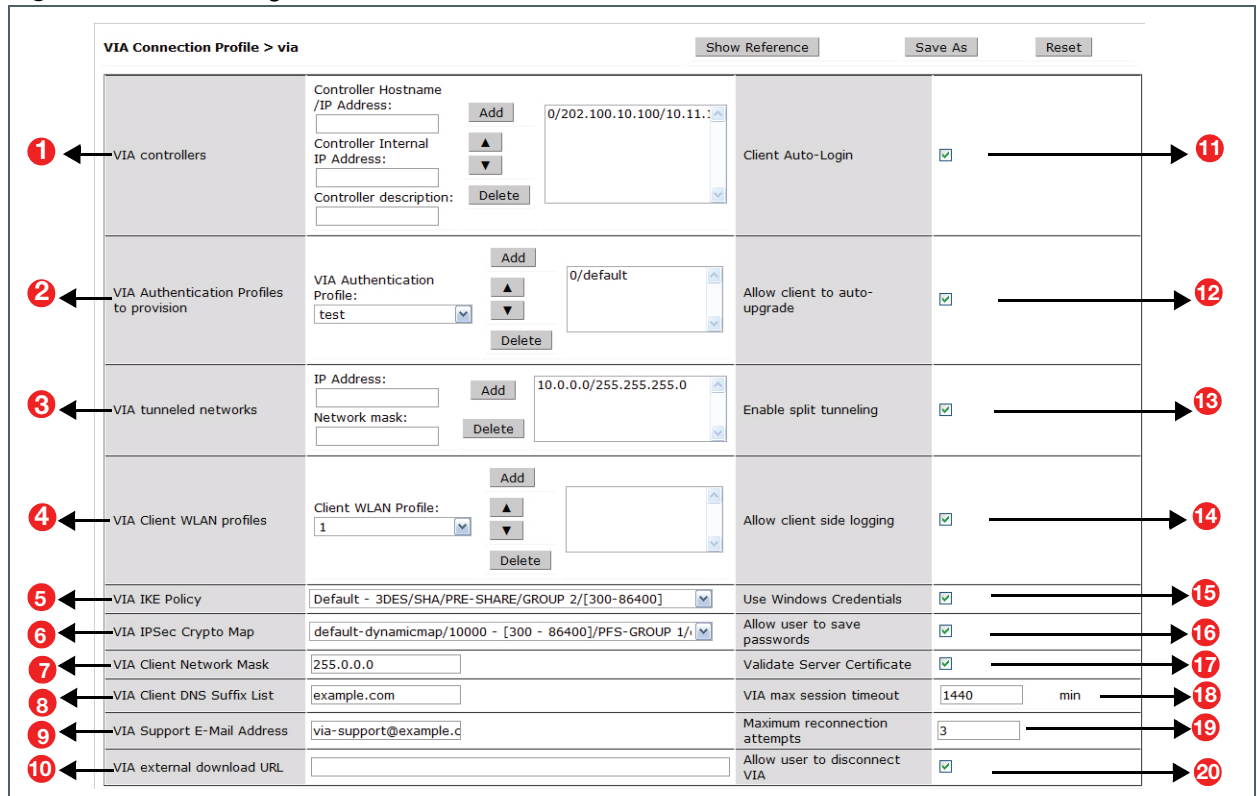 VIA Connection Profile > via
Show Reference
Save As
Reset
1
VIA controllers
Controller Hostname
/IP Address:
Controller Internal
IP Address:
Controller description:
Add
▲
▼
Delete
0/202.100.10.100/10.11.
Client Auto-Login
11
2
VIA Authentication Profiles
to provision
VIA Authentication
Profile:
test
Add
▲
▼
Delete
0/default
Allow client to auto-
upgrade
12
3
VIA tunneled networks
IP Address:
Network mask:
Add
Delete
10.0.0.0/255.255.255.0
Enable split tunneling
13
4
VIA Client WLAN profiles
Client WLAN Profile:
1
Add
▲
▼
Delete
Allow client side logging
14
5
VIA IKE Policy
Default - 3DES/SHA/PRE-SHARE/GROUP 2/[300-86400]
Use Windows Credentials
15
6
VIA IPSec Crypto Map
default-dynamicmap/10000 - [300 - 86400]/PFS-GROUP 1/
Allow user to save
passwords
16
7
VIA Client Network Mask
255.0.0.0
Validate Server Certificate
17
8
VIA Client DNS Suffix List
example.com
VIA max session timeout
1440
min
18
9
VIA Support E-Mail Address
via-support@example.c
Maximum reconnection
attempts
3
19
10
VIA external download URL
Allow user to disconnect
VIA
20